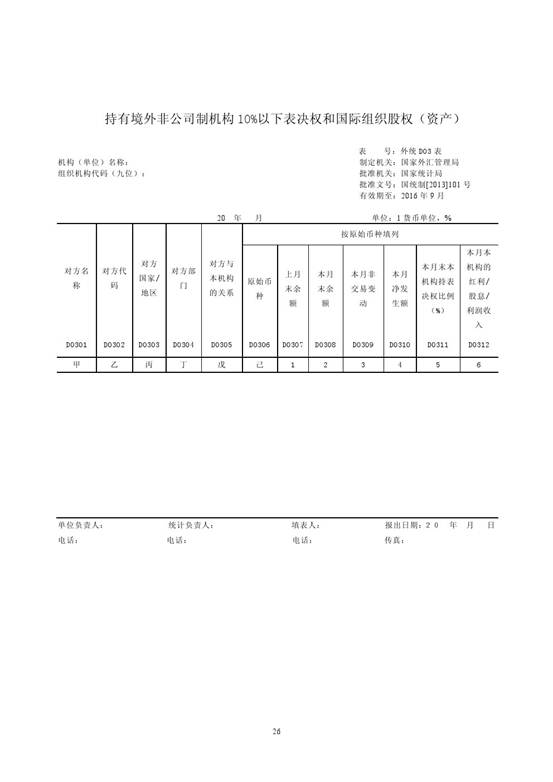 持有境外非公司制机构10%以下表决权和国际组织股权（资产）
表　　号：外统D03表
机构（单位）名称：　　制定机关：国家外汇管理局
组织机构代码（九位）：　　批准机关：国家统计局
批准文号：国统制[2013]101号
有效期至：2016年9月
20　年　月　　单位：1货币单位、%
按原始币种填列
对方名称　对方代码　对方国家/地区　对方部门　对方与本机构的关系　原始币种　上月末余额　本月末余额　本月非交易变动　本月净发生额　本月末本机构持表决权比例（%）　本月本机构的红利/股息/利润收入
D0301　D0302　D0303　D0304　D0305　D0306　D0307　D0308　D0309　D0310　D0311　D0312
甲　乙　丙　丁　戊　己　1　2　3　4　5　6
单位负责人：　统计负责人：　填表人：　报出日期：20　年　月　日
电话：　电话：　电话：　传真：
26